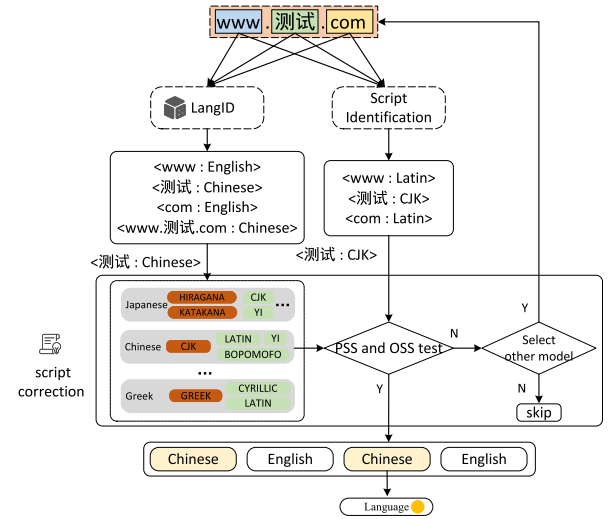 www.测试.com
LangID
Script
Identification
<www : English>
<测试 : Chinese>
<com : English>
<www.测试.com : Chinese>
<www : Latin>
<测试 : CJK>
<com : Latin>
<测试 : Chinese>
<测试 : CJK>
script
correction
Japanese
HIRAGANA
KATAKANA
CJK
YI
...
Chinese
CJK
LATIN
YI
BOPOMOFO
...
Greek
GREEK
CYRILLIC
LATIN
PSS and OSS test
N
Y
Select
other model
Y
N
skip
Chinese
English
Chinese
English
Language